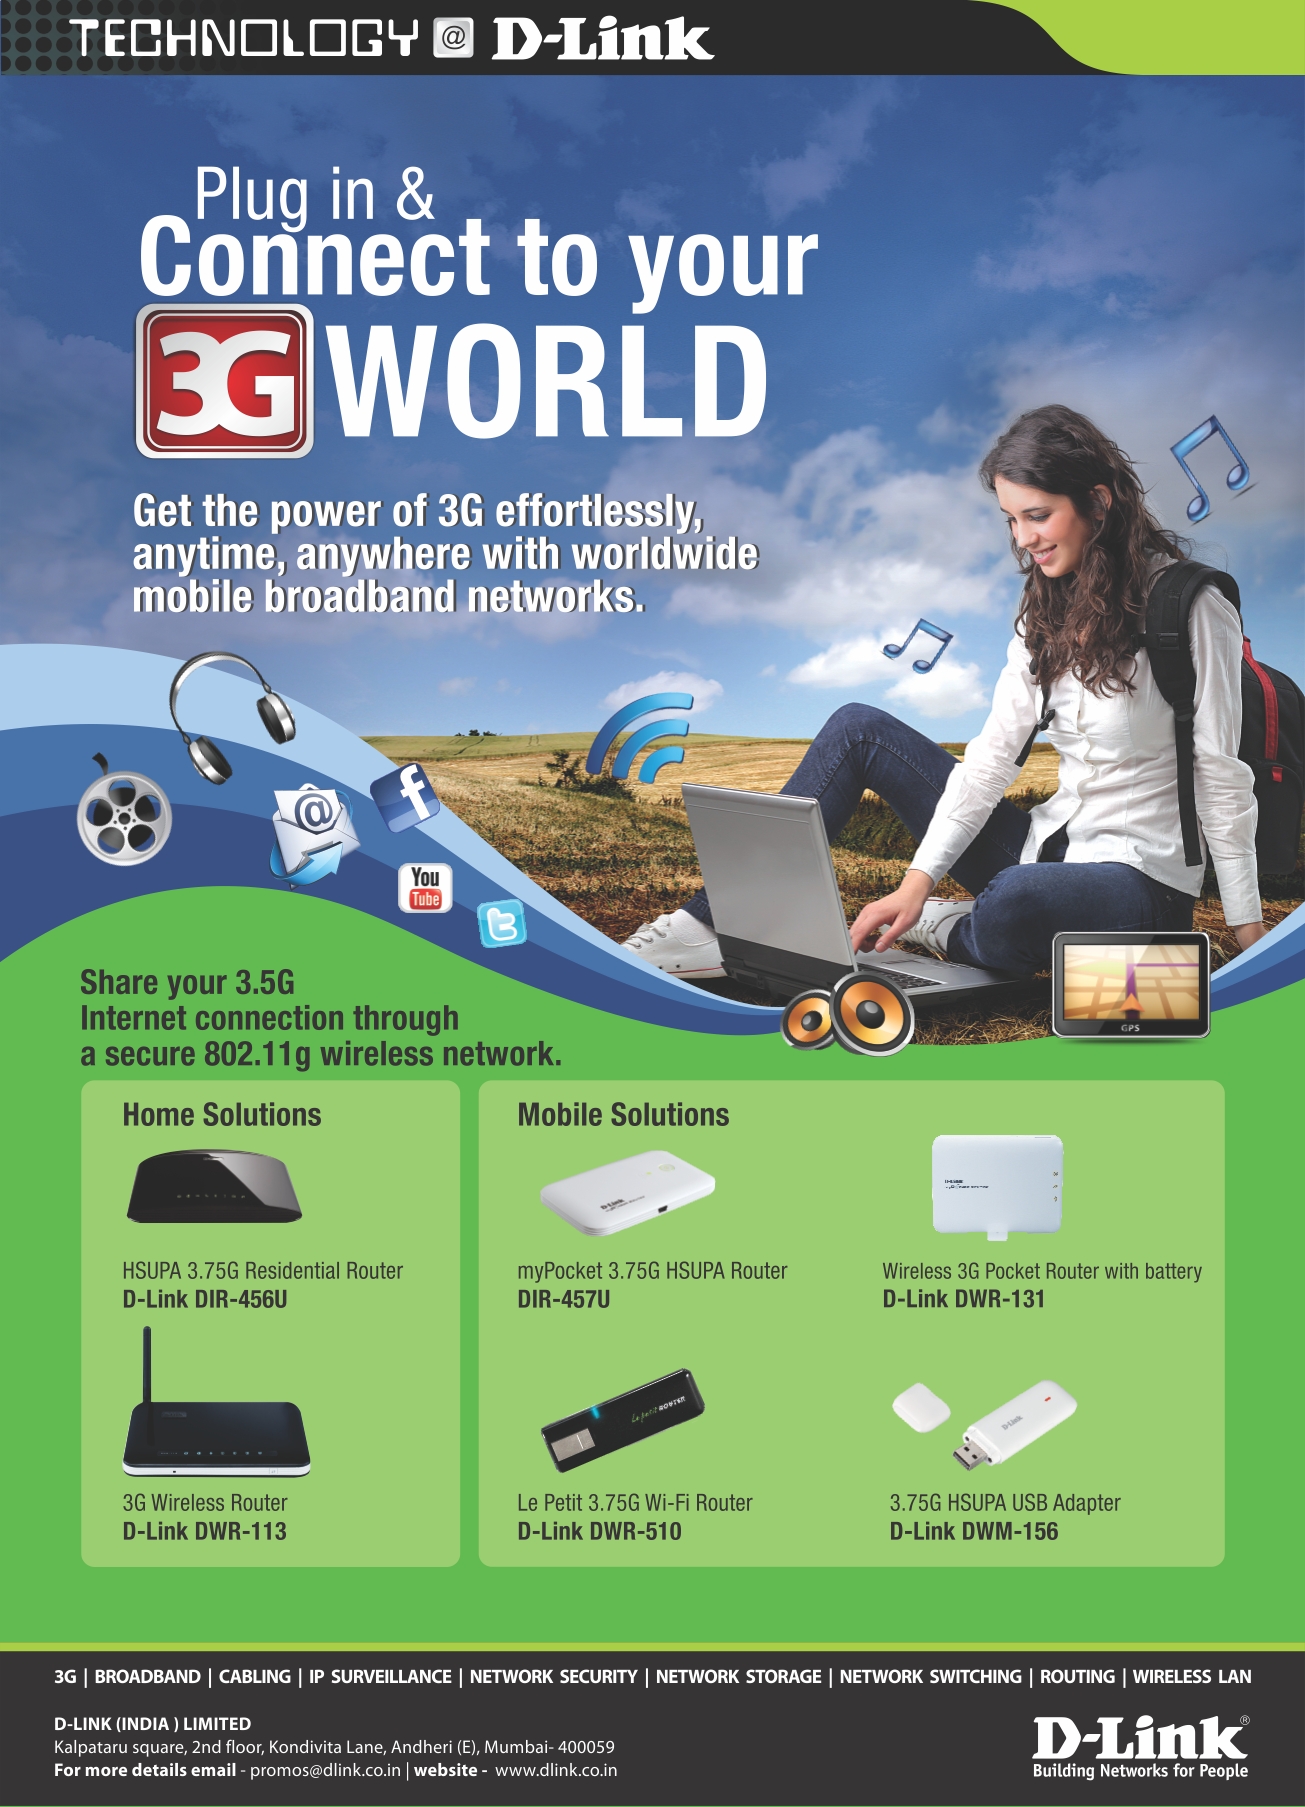 TECHNOLOGY @ D-Link
Plug in &
Connect to your
3G WORLD
Get the power of 3G effortlessly,
anytime, anywhere with worldwide
mobile broadband networks.
@
f
You
Tube
t
GPS
Share your 3.5G
Internet connection through
a secure 802.11g wireless network.
Home Solutions
HSUPA 3.75G Residential Router
D-Link DIR-456U
3G Wireless Router
D-Link DWR-113
Mobile Solutions
D-Link
myPocket 3.75G HSUPA Router
DIR-457U
D-Link
Wireless 3G Pocket Router with battery
D-Link DWR-131
Le petit ROUTER
Le Petit 3.75G Wi-Fi Router
D-Link DWR-510
D-Link
3.75G HSUPA USB Adapter
D-Link DWM-156
3G | BROADBAND | CABLING | IP SURVEILLANCE | NETWORK SECURITY | NETWORK STORAGE | NETWORK SWITCHING | ROUTING | WIRELESS LAN
D-LINK (INDIA ) LIMITED
Kalpataru square, 2nd floor, Kondivita Lane, Andheri (E), Mumbai- 400059
For more details email - promos@dlink.co.in | website - www.dlink.co.in
D-Link®
Building Networks for People